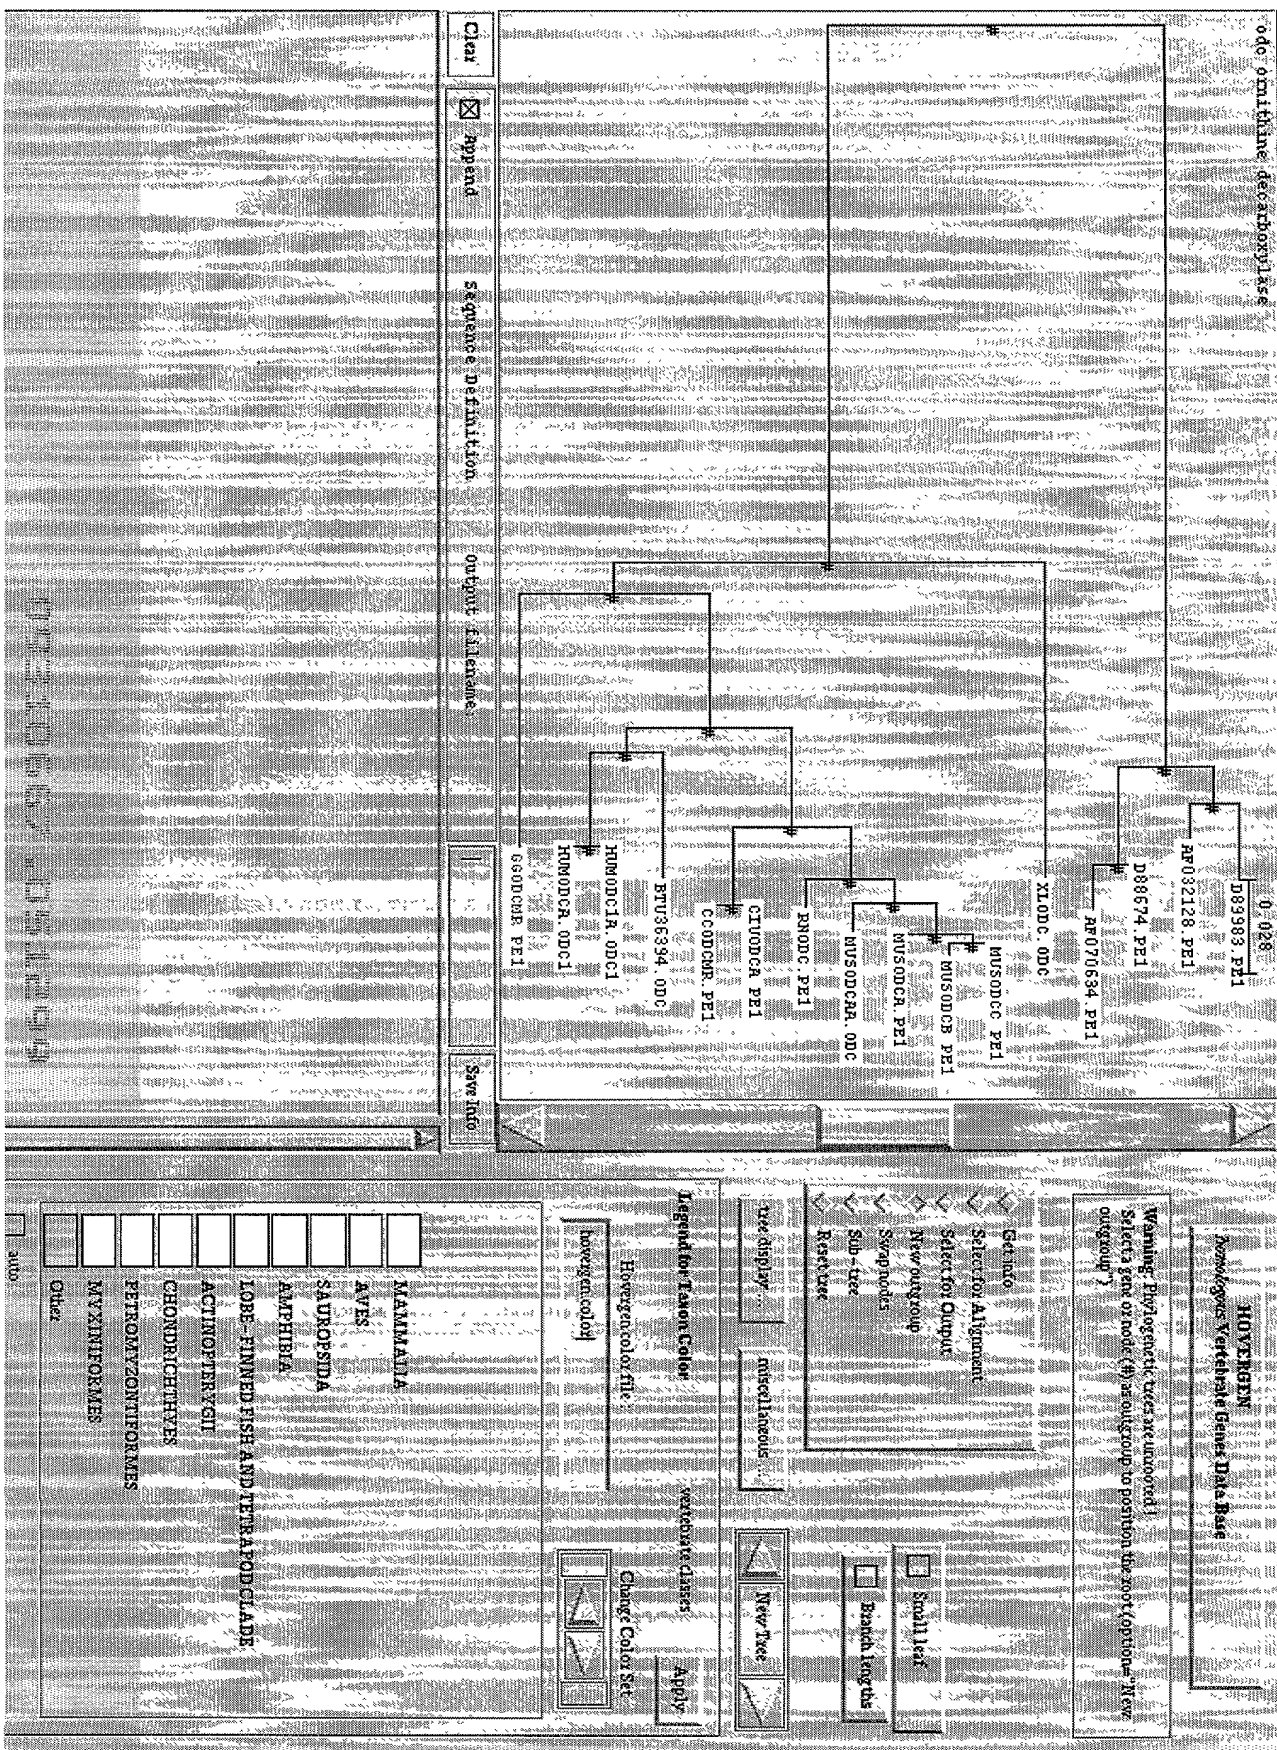 odc ornithine decarboxylase
0.028
D89983.PE1
AF032128.PE1
D88674.PE1
AF070634.PE1
XLODC.ODC
MUSODCC.PE1
MUSODCB.PE1
MUSODCA.PE1
MUSODCBA.ODC
RNODC.PE1
CIUODCA.PE1
CCODCMR.PE1
BTU36394.ODC
HUMODC1A.ODC1
HUMODCA.ODC1
GGODCMR.PE1
Clear
Append
Sequence Definition
Output filename:
Save Info
HOVERGEN
Homologous Vertebrate Genes Data Base
Warning: Phylogenetic trees are unrooted!
Select a gene or node (#) as outgroup to position the root (option= "New
outgroup")
Get info
Select for Alignment
Select for Output
New outgroup
Swap nodes
Sub-tree
Reset tree
Small leaf
Branch lengths
tree display...
miscellaneous
New Tree
Legend for Taxon Color
vertebrate classes
Apply
Hovergen color file :
hovergen.color
Change Color Set
MAMMALIA
AVES
SAUROPSIDA
AMPHIBIA
LOBE-FINNED FISH AND TETRAPOD CLADE
ACTINOPTERYGII
CHONDRICHTHYES
PETROMYZONTIFORMES
MYXINIFORMES
Other
auto